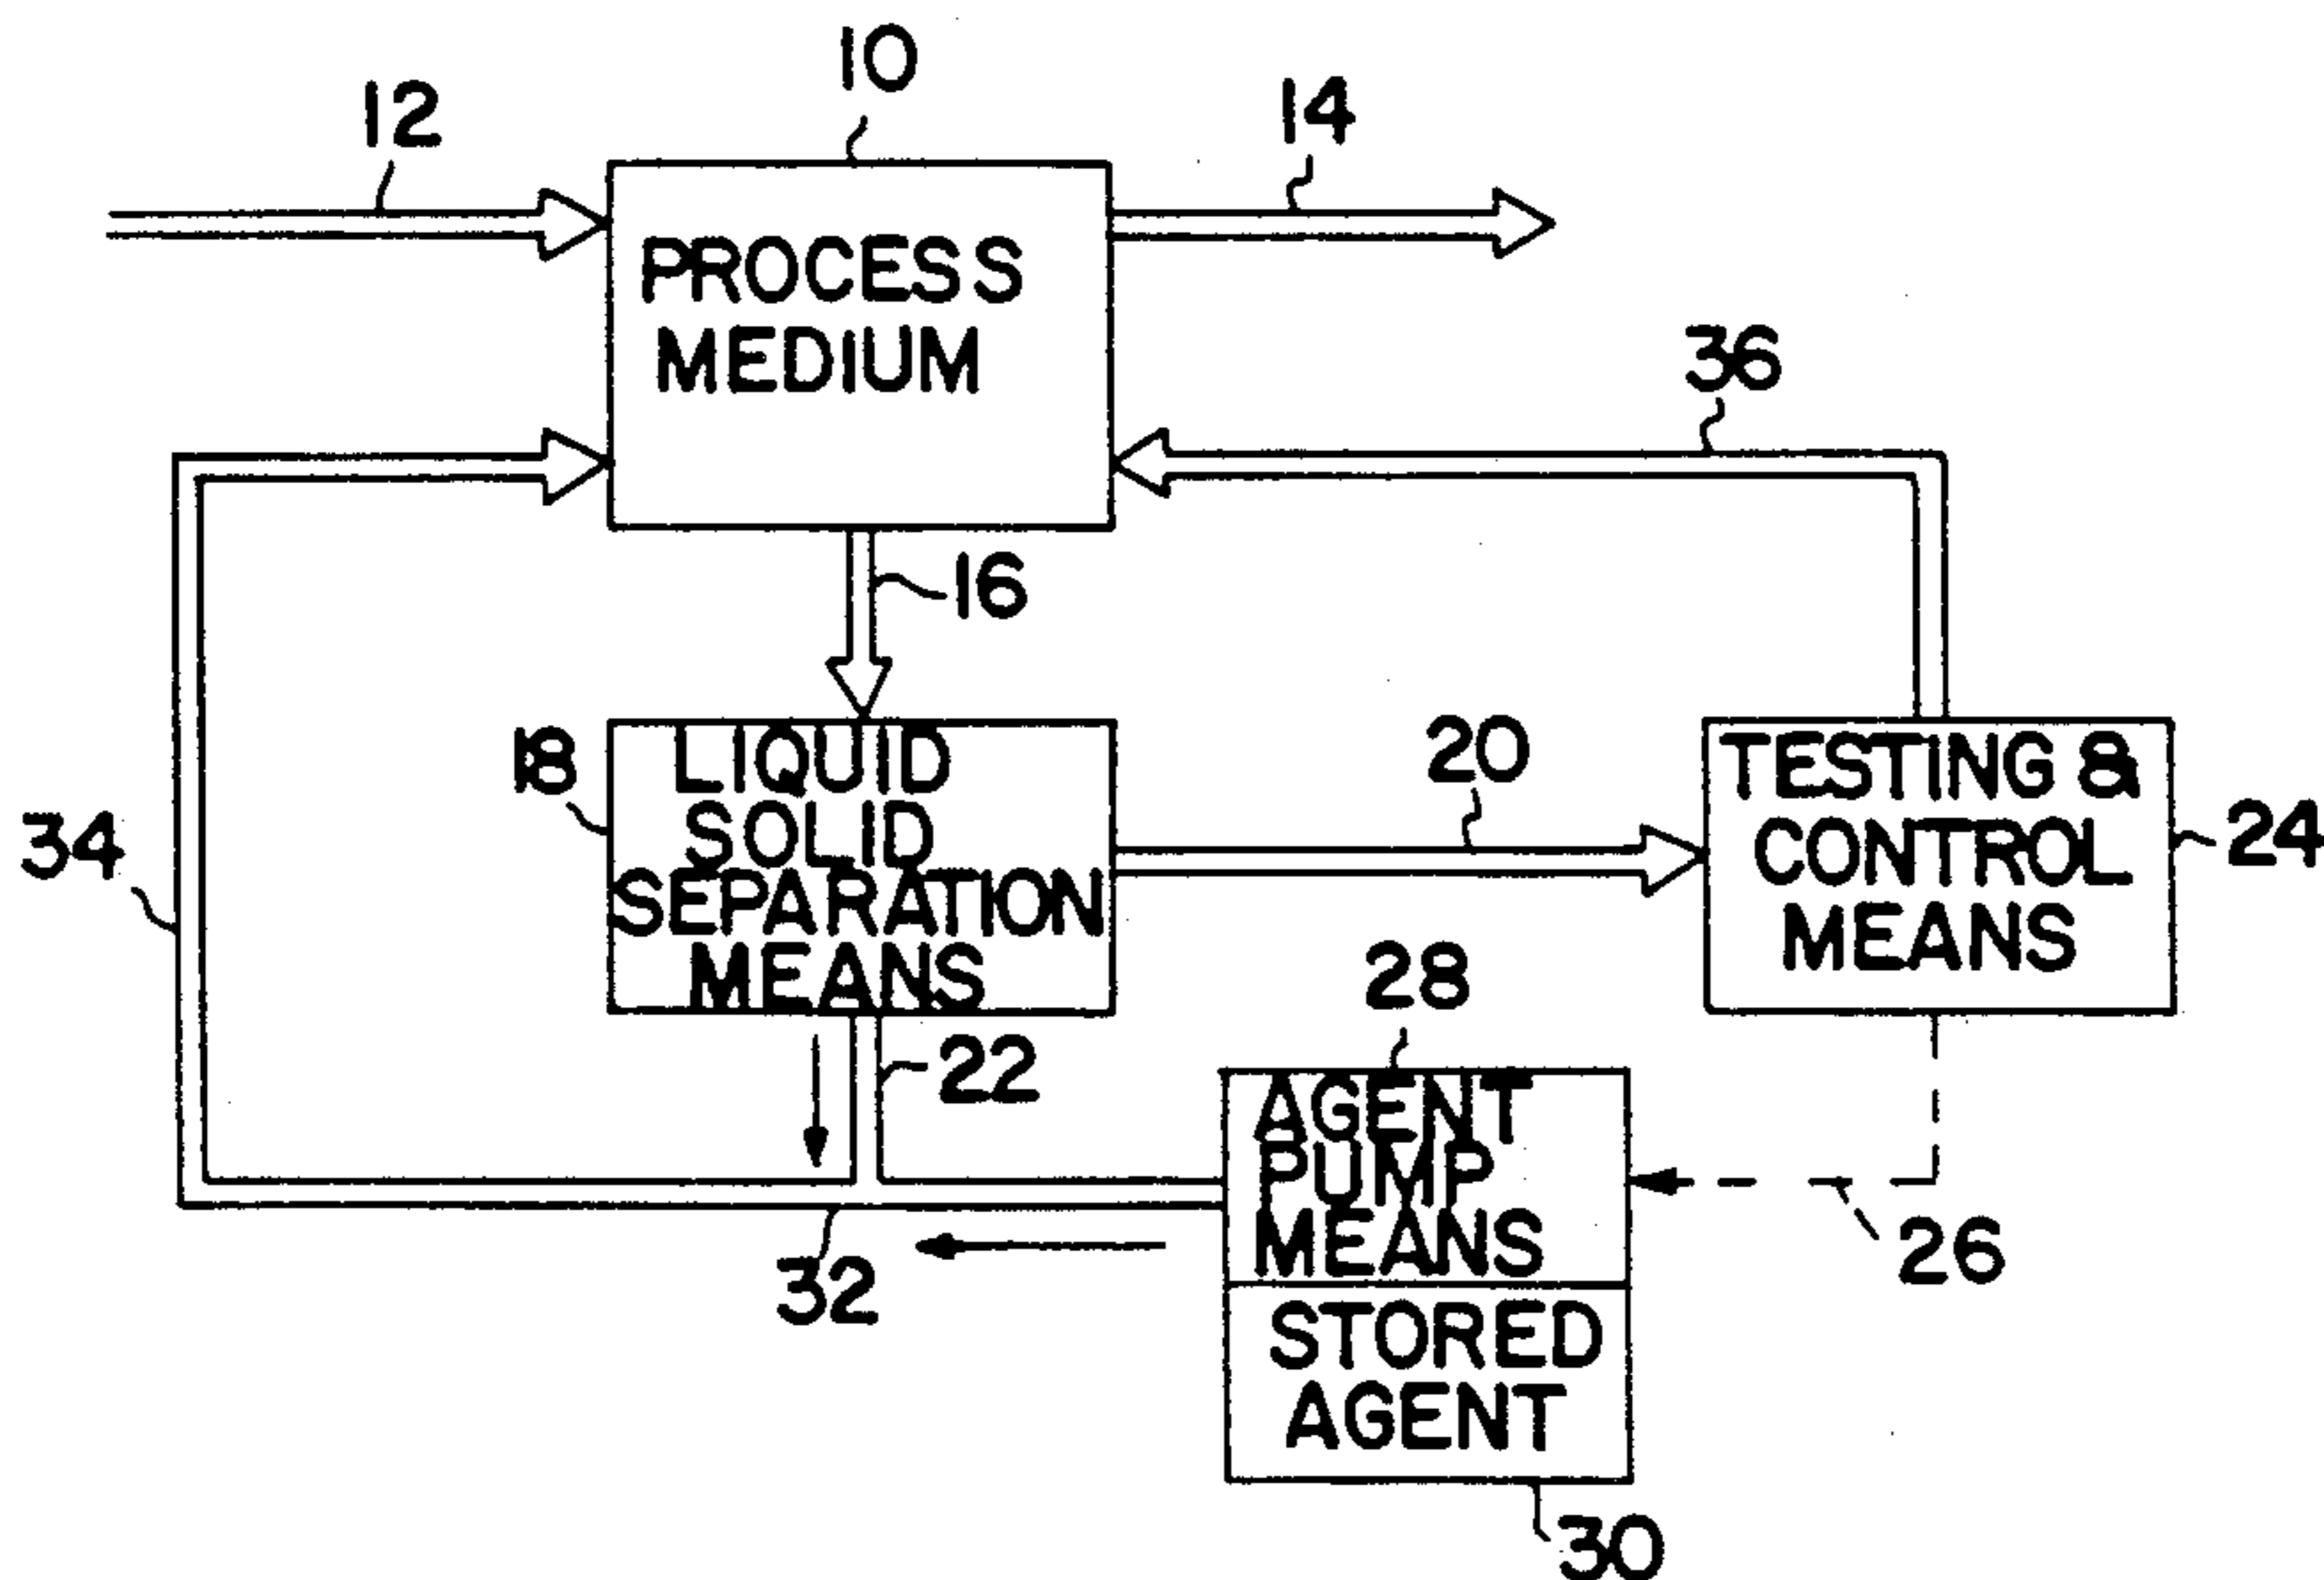 10
12
14
PROCESS
MEDIUM
36
16
18
LIQUID
SOLID
SEPARATION
MEANS
20
TESTING &
CONTROL
MEANS
24
34
22
28
AGENT
PUMP
MEANS
26
32
STORED
AGENT
30